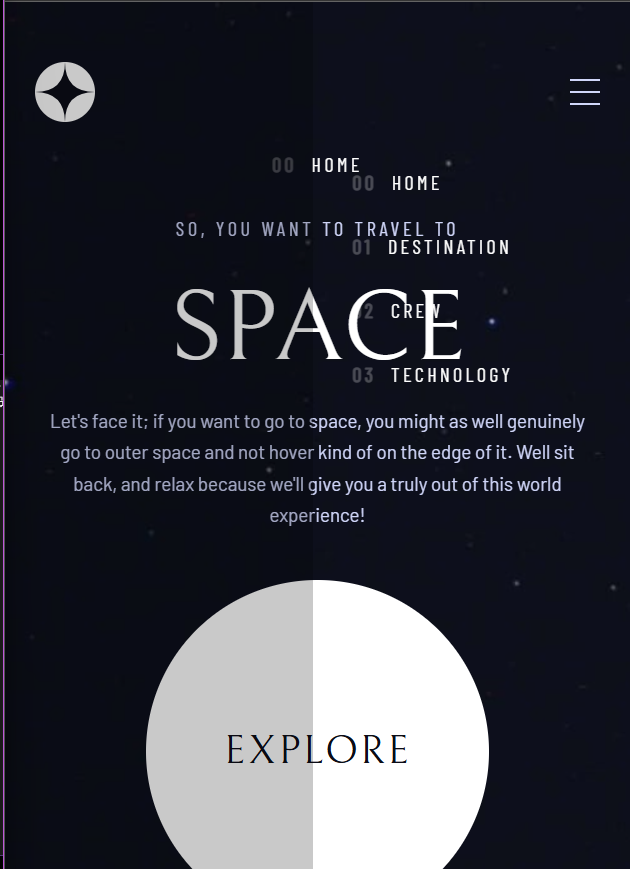 00 HOME
00 HOME
SO, YOU WANT TO TRAVEL TO
01 DESTINATION
SPACE
02 CREW
03 TECHNOLOGY
Let's face it; if you want to go to space, you might as well genuinely
go to outer space and not hover kind of on the edge of it. Well sit
back, and relax because we'll give you a truly out of this world
experience!
EXPLORE